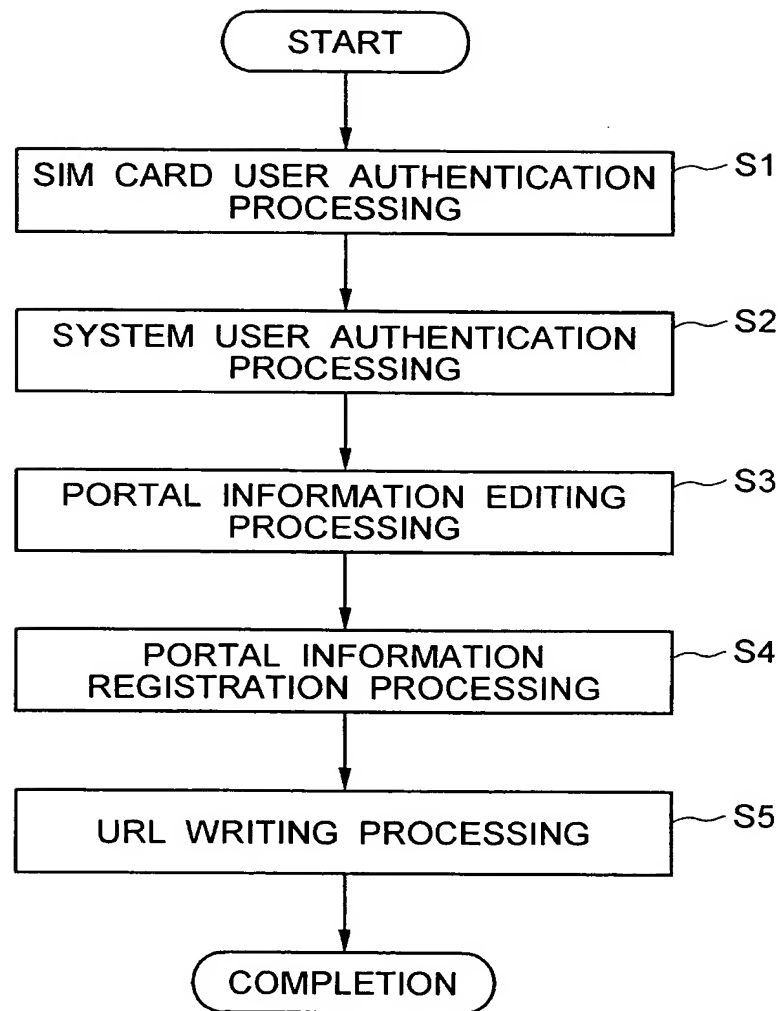 START
SIM CARD USER AUTHENTICATION
PROCESSING
S1
SYSTEM USER AUTHENTICATION
PROCESSING
S2
PORTAL INFORMATION EDITING
PROCESSING
S3
PORTAL INFORMATION
REGISTRATION PROCESSING
S4
URL WRITING PROCESSING
S5
COMPLETION